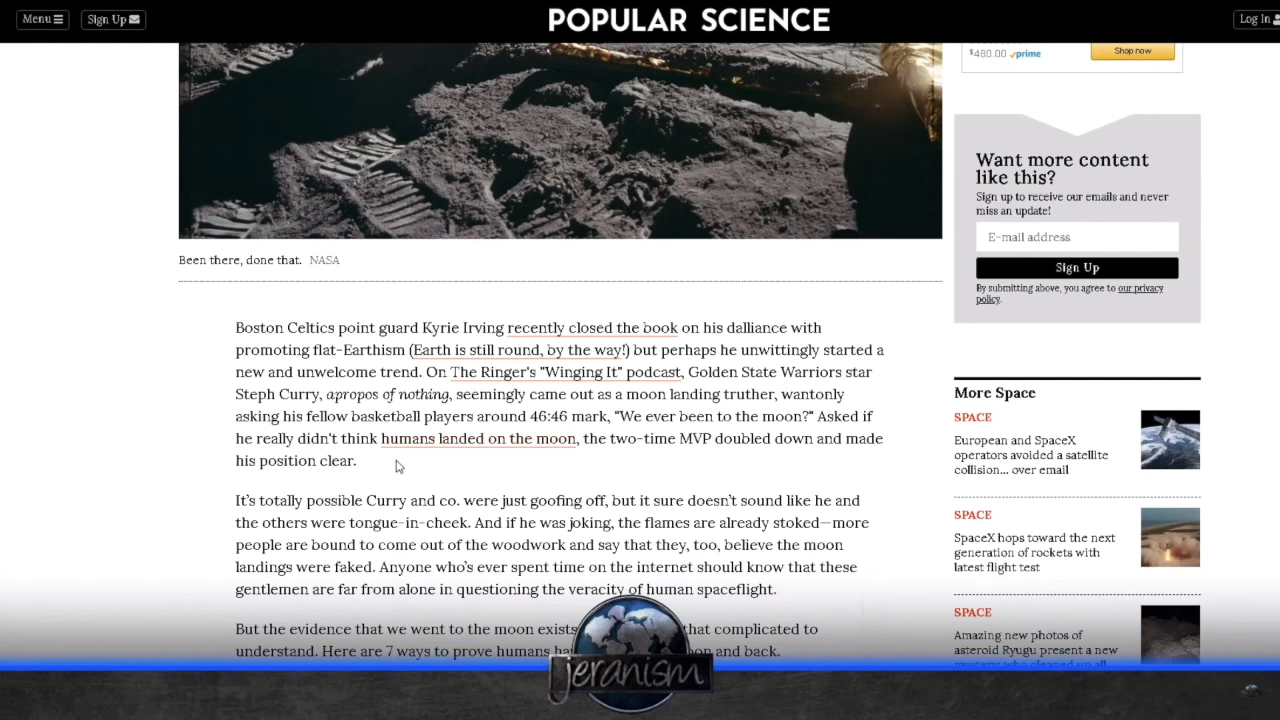 Menu
Sign Up
POPULAR SCIENCE
Log In
$480.00 prime
Shop now
Want more content
like this?
Sign up to receive our emails and never
miss an update!
E-mail address
Sign Up
By submitting above, you agree to our privacy
policy.
Been there, done that. NASA
Boston Celtics point guard Kyrie Irving recently closed the book on his dalliance with
promoting flat-Earthism (Earth is still round, by the way!) but perhaps he unwittingly started a
new and unwelcome trend. On The Ringer's "Winging It" podcast, Golden State Warriors star
Steph Curry, apropos of nothing, seemingly came out as a moon landing truther, wantonly
asking his fellow basketball players around 46:46 mark, "We ever been to the moon?" Asked if
he really didn't think humans landed on the moon, the two-time MVP doubled down and made
his position clear.
It's totally possible Curry and co. were just goofing off, but it sure doesn't sound like he and
the others were tongue-in-cheek. And if he was joking, the flames are already stoked—more
people are bound to come out of the woodwork and say that they, too, believe the moon
landings were faked. Anyone who's ever spent time on the internet should know that these
gentlemen are far from alone in questioning the veracity of human spaceflight.
But the evidence that we went to the moon exists that complicated to
understand. Here are 7 ways to prove humans and back.
More Space
SPACE
European and SpaceX
operators avoided a satellite
collision... over email
SPACE
SpaceX hops toward the next
generation of rockets with
latest flight test
SPACE
Amazing new photos of
asteroid Ryugu present a new
jeranism